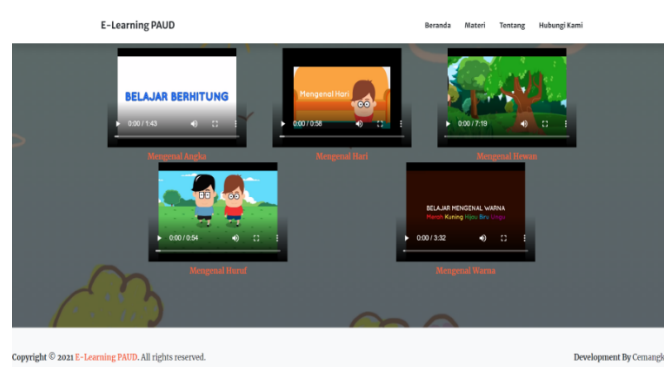 E-Learning PAUD
Beranda Materi Tentang Hubungi Kami
BELAJAR BERHITUNG
0:00 / 1:43
Mengenal Hari
0:00 / 0:58
0:00 / 7:19
Mengenal Angka
Mengenal Hari
Mengenal Hewan
0:00 / 0:54
BELAJAR MENGENAL WARNA
Merah Kuning Hijau Biru Ungu
0:00 / 3:32
Mengenal Huruf
Mengenal Warna
Copyright © 2021 E-Learning PAUD. All rights reserved.
Development By Cemangk